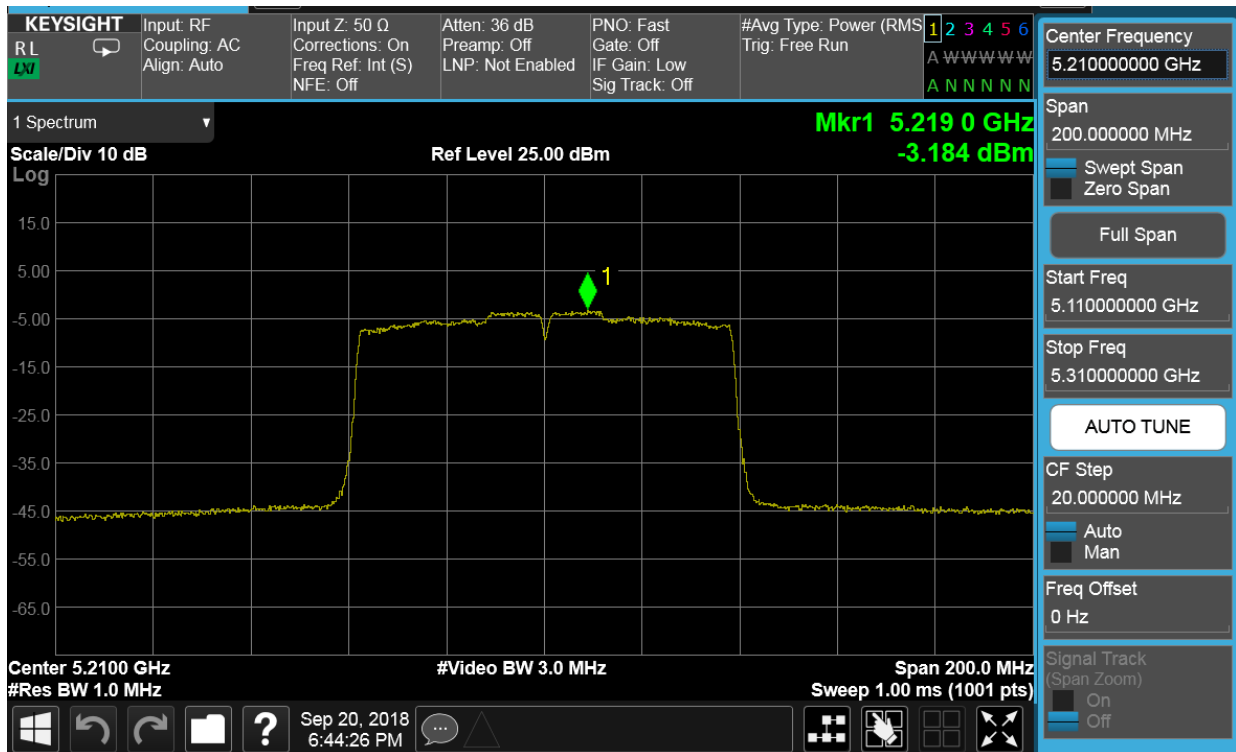 KEYSIGHT
R L
LXI
Input: RF
Coupling: AC
Align: Auto
Input Z: 50 Ω
Corrections: On
Freq Ref: Int (S)
NFE: Off
Atten: 36 dB
Preamp: Off
LNP: Not Enabled
PNO: Fast
Gate: Off
IF Gain: Low
Sig Track: Off
#Avg Type: Power (RMS
Trig: Free Run
1 2 3 4 5 6
A W W W W W
A N N N N N
1 Spectrum
Scale/Div 10 dB
Ref Level 25.00 dBm
Mkr1 5.219 0 GHz
-3.184 dBm
Log
15.0
5.00
-5.00
-15.0
-25.0
-35.0
-45.0
-55.0
-65.0
1
Center 5.2100 GHz
#Res BW 1.0 MHz
#Video BW 3.0 MHz
Span 200.0 MHz
Sweep 1.00 ms (1001 pts)
?
Sep 20, 2018
6:44:26 PM
Center Frequency
5.210000000 GHz
Span
200.000000 MHz
Swept Span
Zero Span
Full Span
Start Freq
5.110000000 GHz
Stop Freq
5.310000000 GHz
AUTO TUNE
CF Step
20.000000 MHz
Auto
Man
Freq Offset
0 Hz
Signal Track
(Span Zoom)
On
Off